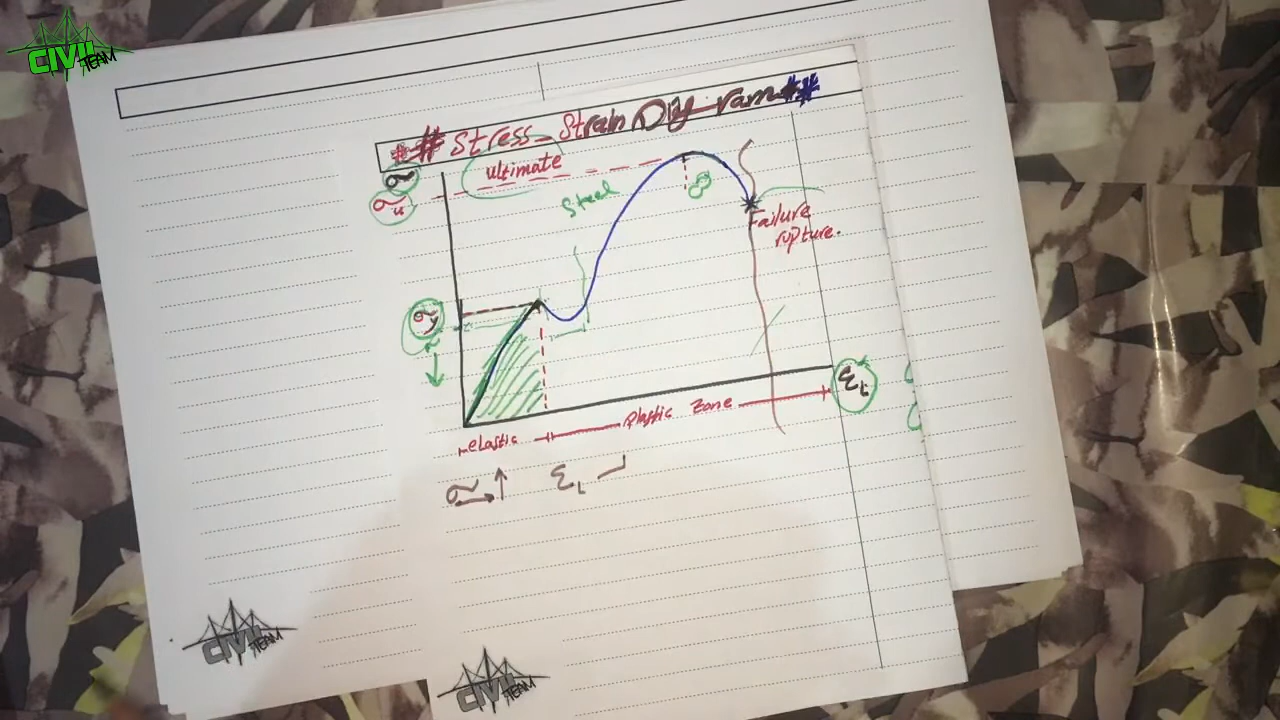 CIVIL TEAM
## Stress - Strain Diagram ##
σ
σu
ultimate
Steel
Failure
rupture.
σy
εL
elastic
Plastic Zone
σ ↑ εL
CIVIL TEAM
CIVIL TEAM